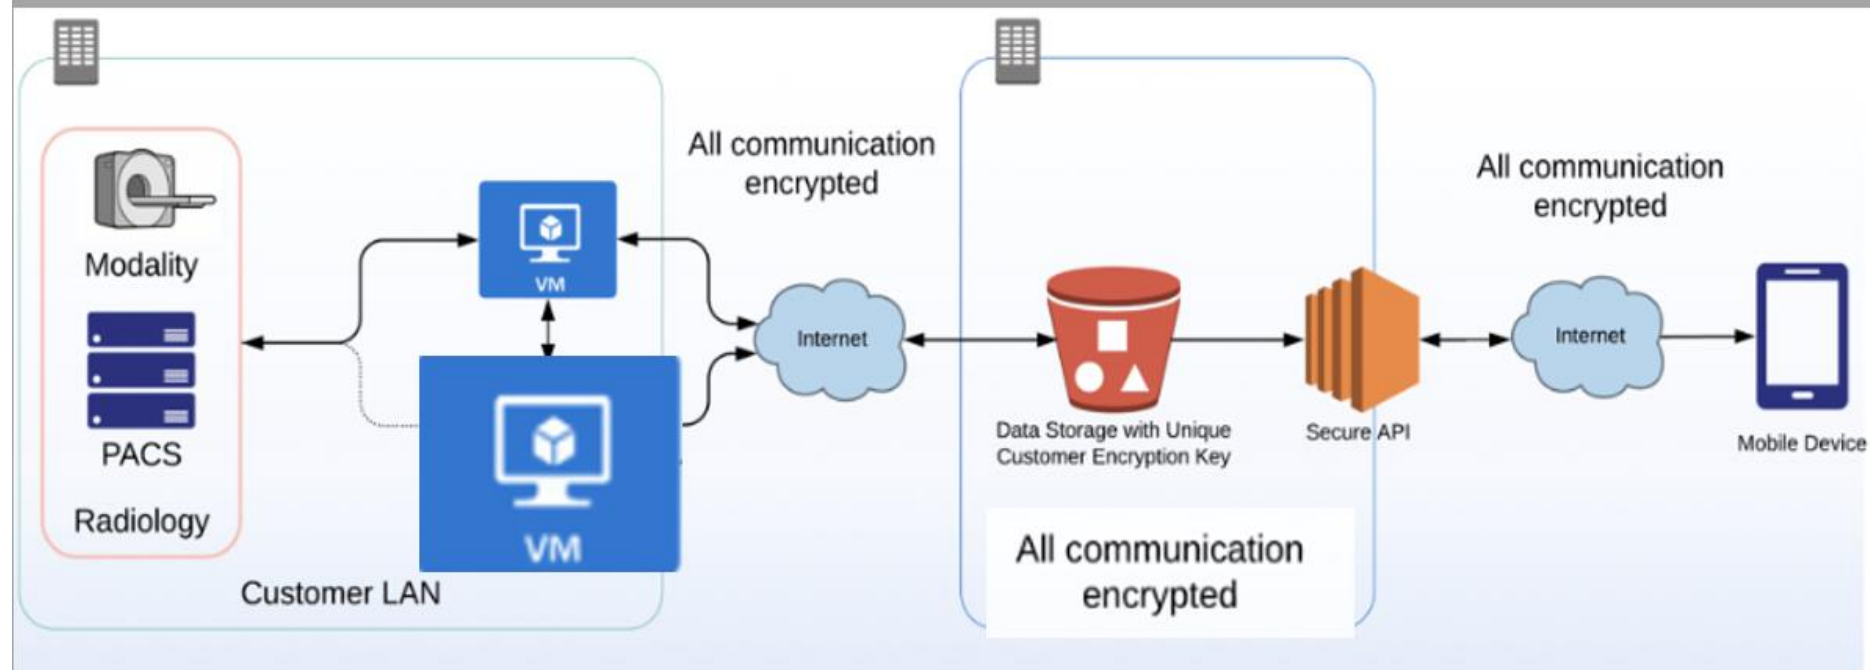 Modality
PACS
Radiology
Customer LAN
VM
VM
All communication
encrypted
Internet
Data Storage with Unique
Customer Encryption Key
All communication
encrypted
Secure API
All communication
encrypted
Internet
Mobile Device